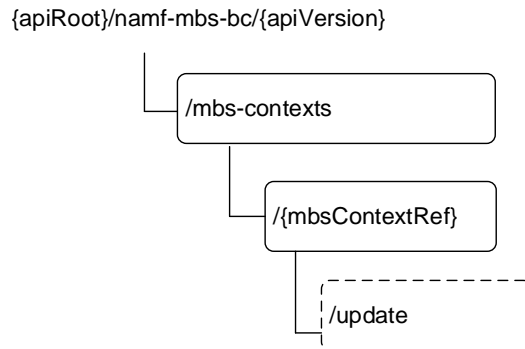 {apiRoot}/namf-mbs-bc/{apiVersion}
/mbs-contexts
/{mbsContextRef}
/update